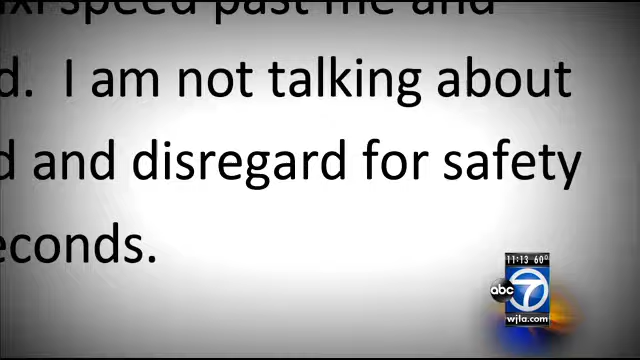 speed past me and
I am not talking about
and disregard for safety
11:13 60°
abc 7
wjla.com